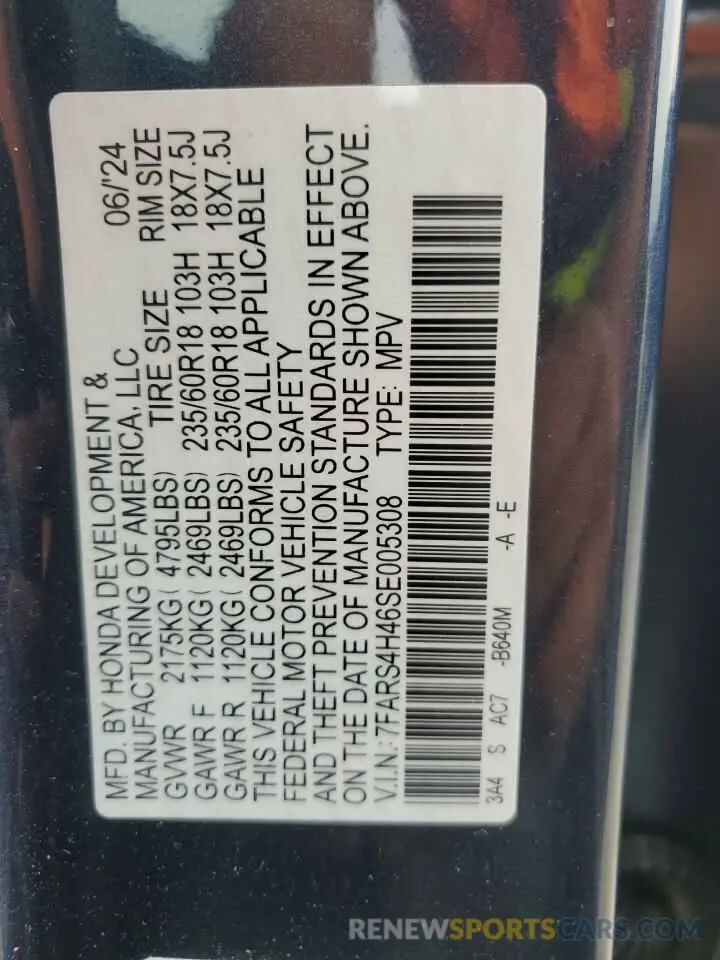 MFD. BY HONDA DEVELOPMENT & 06/'24
MANUFACTURING OF AMERICA, LLC
TIRE SIZE RIM SIZE
GVWR 2175KG( 4795LBS)
GAWR F 1120KG( 2469LBS) 235/60R18 103H 18X7.5J
GAWR R 1120KG( 2469LBS) 235/60R18 103H 18X7.5J
THIS VEHICLE CONFORMS TO ALL APPLICABLE
FEDERAL MOTOR VEHICLE SAFETY
AND THEFT PREVENTION STANDARDS IN EFFECT
ON THE DATE OF MANUFACTURE SHOWN ABOVE.
V.I.N.: 7FARS4H46SE005308 TYPE: MPV
3A4 S AC7 -B640M -A -E
RENEWSPORTSCARS.COM